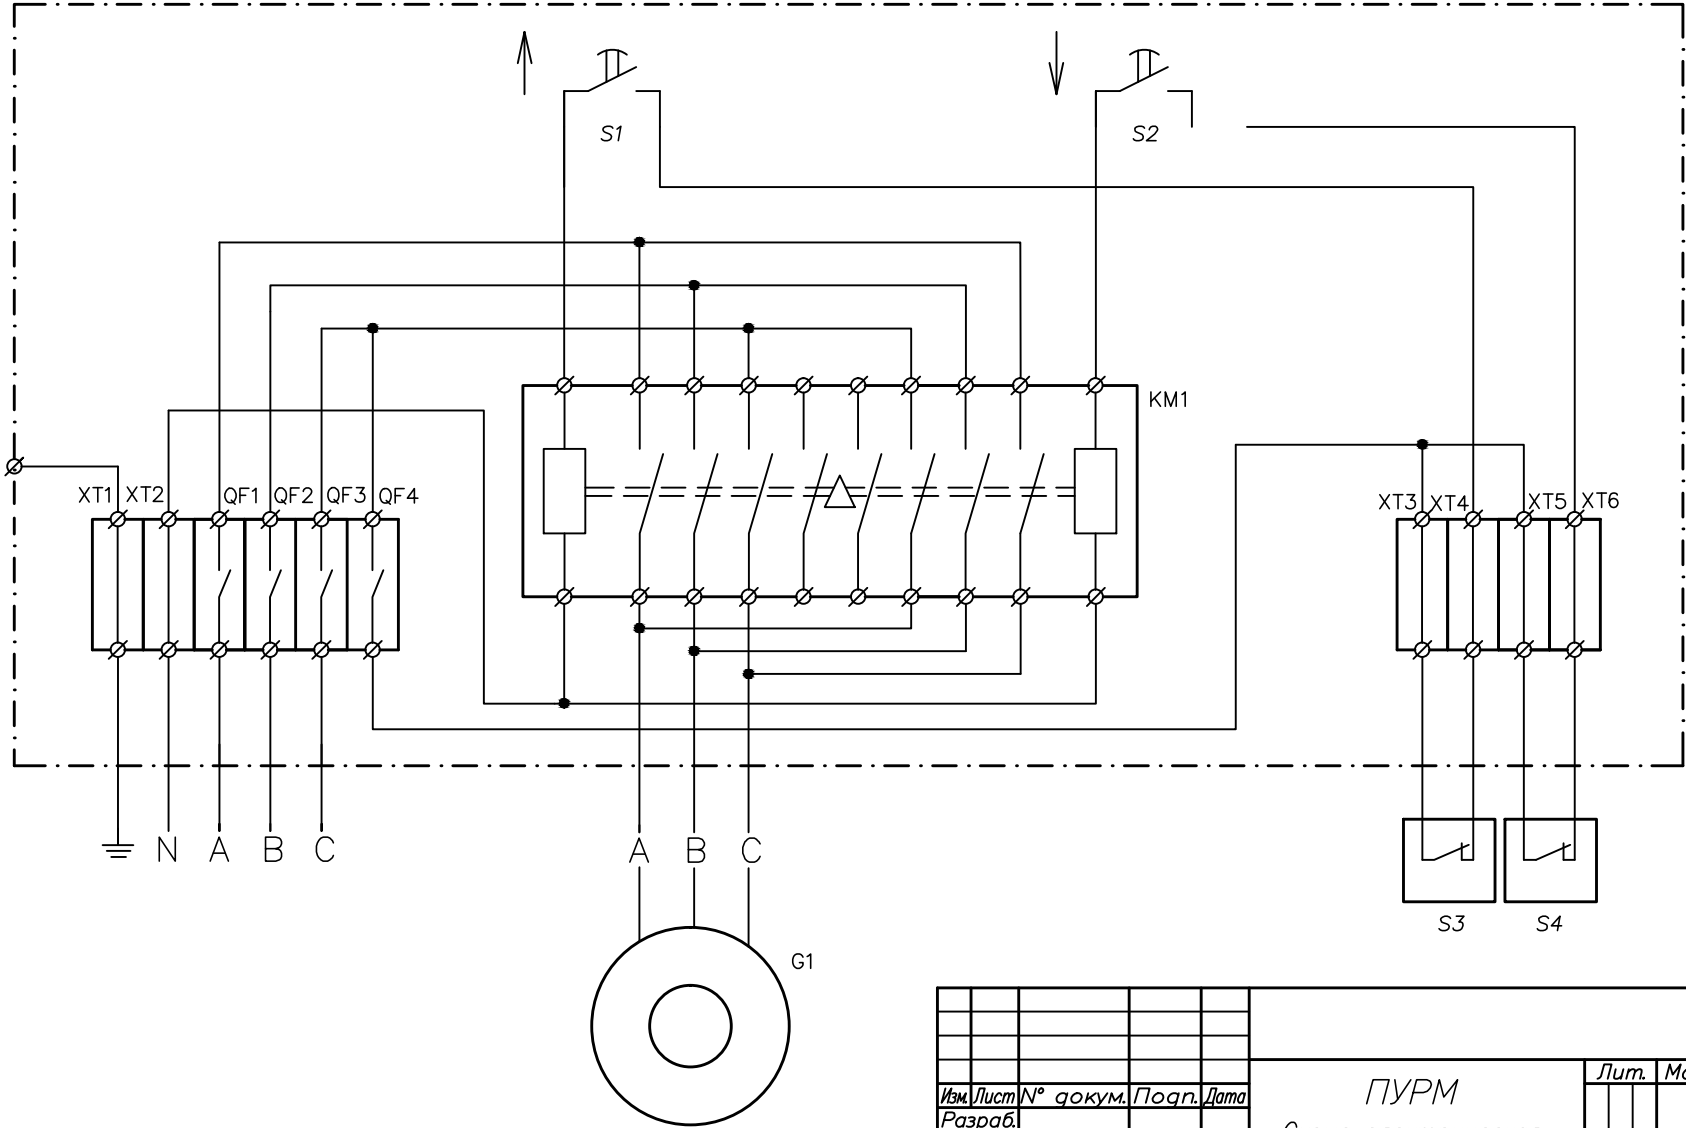 S1
S2
KM1
XT1 XT2 QF1 QF2 QF3 QF4
XT3 XT4 XT5 XT6
N A B C
A B C
S3 S4
G1
Изм. Лист № докум. Подп. Дата
Разраб.
ПУРМ
Лит.